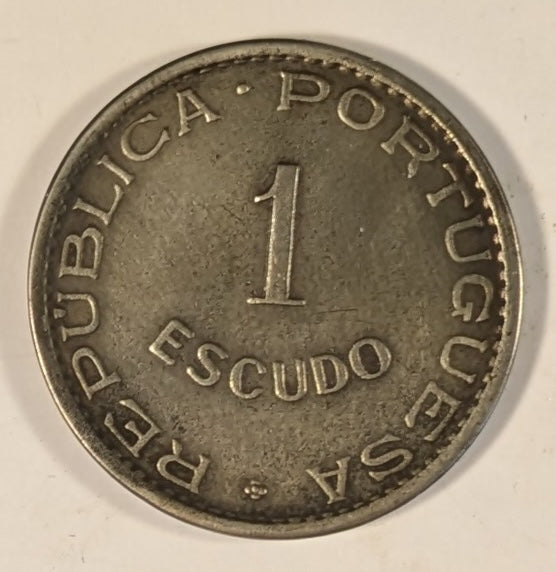 REPÚBLICA · PORTUGUESA
1
ESCUDO